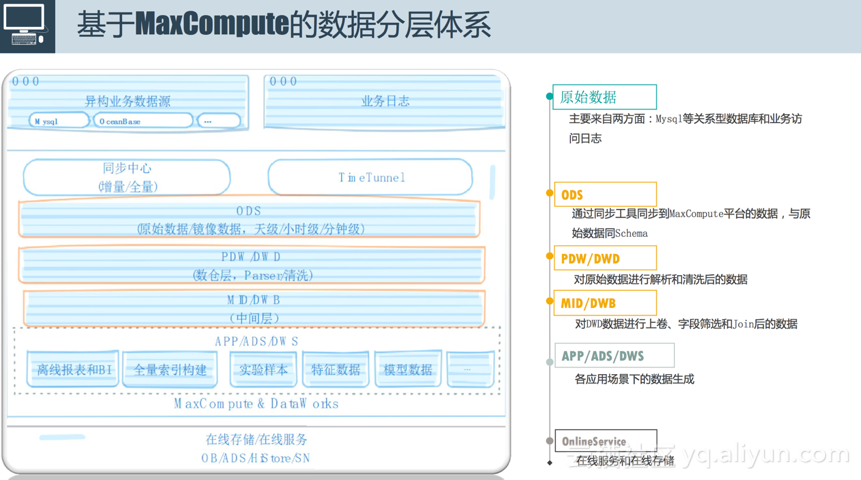 基于MaxCompute的数据分层体系
000
异构业务数据源
Mysql
OceanBase
...
000
业务日志
同步中心
(增量/全量)
TimeTunnel
ODS
(原始数据/镜像数据，天级/小时级/分钟级)
PDW/DWD
(数仓层，Parser/清洗)
MID/DWB
(中间层)
APP/ADS/DWS
离线报表和BI
全量索引构建
实验样本
特征数据
模型数据
...
MaxCompute & DataWorks
在线存储/在线服务
OB/ADS/HiStore/SN
原始数据
主要来自两方面：Mysql等关系型数据库和业务访
问日志
ODS
通过同步工具同步到MaxCompute平台的数据，与原
始数据同Schema
PDW/DWD
对原始数据进行解析和清洗后的数据
MID/DWB
对DWD数据进行上卷、字段筛选和Join后的数据
APP/ADS/DWS
各应用场景下的数据生成
OnlineService
在线服务和在线存储
yq.aliyun.com